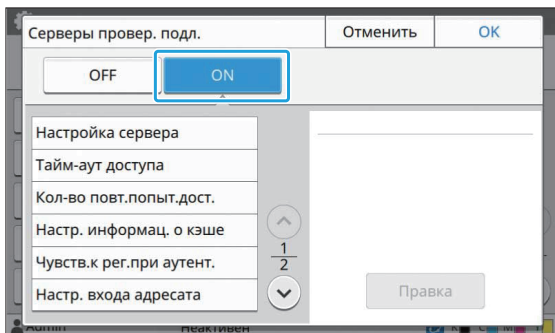 Серверы провер. подл.
Отменить
OK
OFF
ON
Настройка сервера
Тайм-аут доступа
Кол-во повт.попыт.дост.
Настр. информац. о кэше
Чувств.к рег.при аутент.
Настр. входа адресата
1
2
Правка
Admin
Неактивен